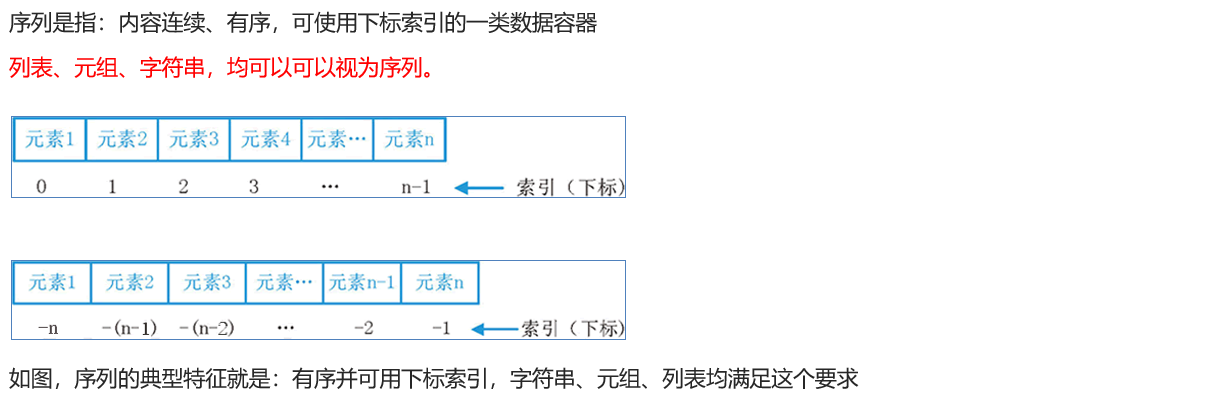 序列是指：内容连续、有序，可使用下标索引的一类数据容器
列表、元组、字符串，均可以可以视为序列。
元素1 元素2 元素3 元素4 元素… 元素n
0 1 2 3 … n-1 索引（下标）
元素1 元素2 元素3 元素… 元素n-1 元素n
-n -(n-1) -(n-2) … -2 -1 索引（下标）
如图，序列的典型特征就是：有序并可用下标索引，字符串、元组、列表均满足这个要求